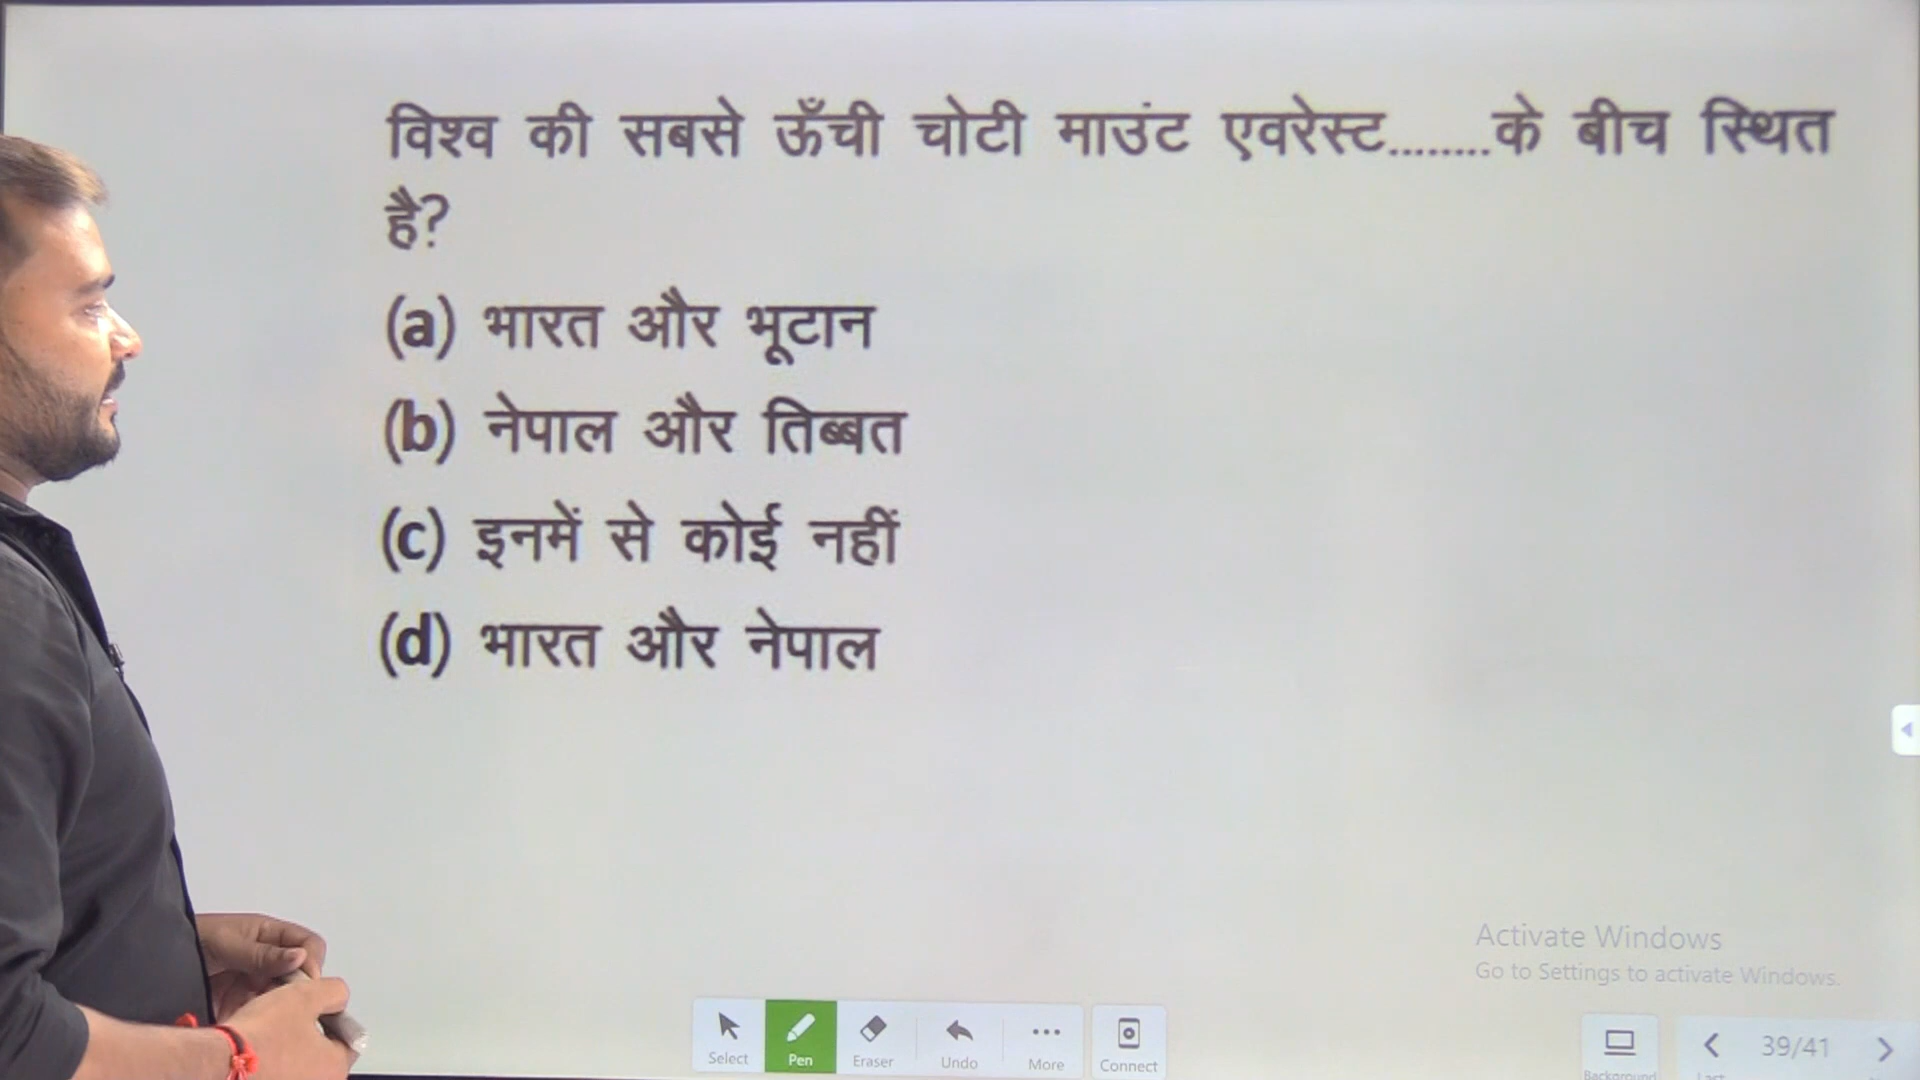 विश्व की सबसे ऊँची चोटी माउंट एवरेस्ट........के बीच स्थित
है?
(a) भारत और भूटान
(b) नेपाल और तिब्बत
(c) इनमें से कोई नहीं
(d) भारत और नेपाल
Activate Windows
Go to Settings to activate Windows.
Select
Pen
Eraser
Undo
More
Connect
Background
39/41